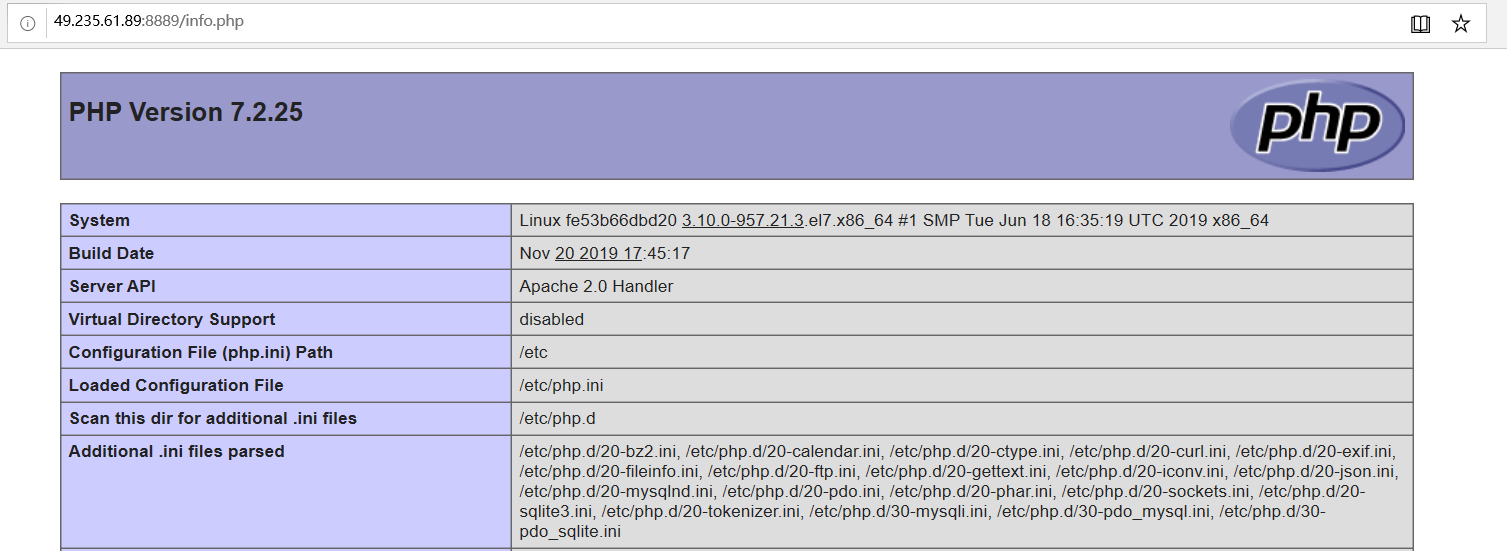 49.235.61.89:8889/info.php
PHP Version 7.2.25
php
System Linux fe53b66dbd20 3.10.0-957.21.3.el7.x86_64 #1 SMP Tue Jun 18 16:35:19 UTC 2019 x86_64
Build Date Nov 20 2019 17:45:17
Server API Apache 2.0 Handler
Virtual Directory Support disabled
Configuration File (php.ini) Path /etc
Loaded Configuration File /etc/php.ini
Scan this dir for additional .ini files /etc/php.d
Additional .ini files parsed /etc/php.d/20-bz2.ini, /etc/php.d/20-calendar.ini, /etc/php.d/20-ctype.ini, /etc/php.d/20-curl.ini, /etc/php.d/20-exif.ini,
/etc/php.d/20-fileinfo.ini, /etc/php.d/20-ftp.ini, /etc/php.d/20-gettext.ini, /etc/php.d/20-iconv.ini, /etc/php.d/20-json.ini,
/etc/php.d/20-mysqlnd.ini, /etc/php.d/20-pdo.ini, /etc/php.d/20-phar.ini, /etc/php.d/20-sockets.ini, /etc/php.d/20-
sqlite3.ini, /etc/php.d/20-tokenizer.ini, /etc/php.d/30-mysqli.ini, /etc/php.d/30-pdo_mysql.ini, /etc/php.d/30-
pdo_sqlite.ini